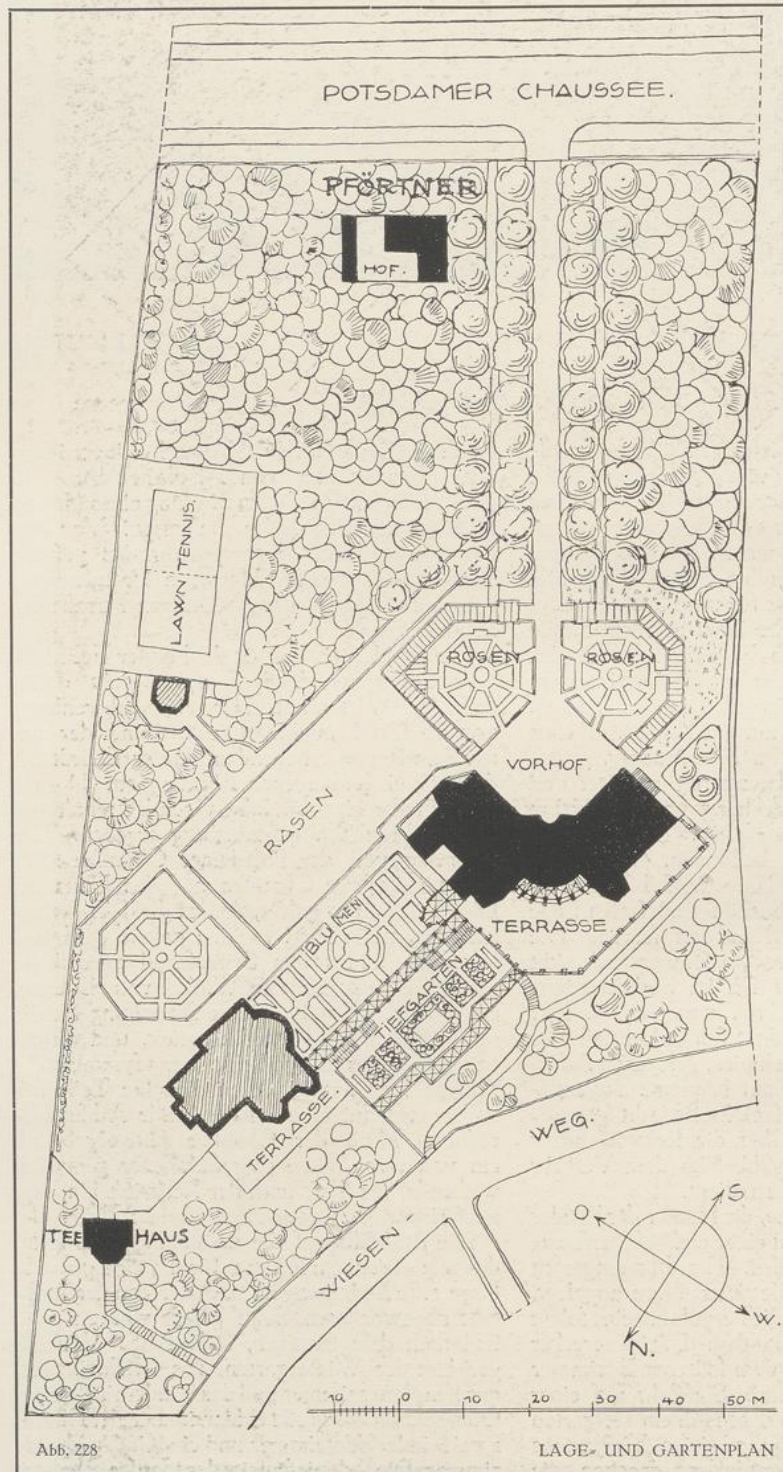 POTSDAMER CHAUSSEE.
PFÖRTNER
HOF.
LAWN TENNIS.
ROSEN
ROSEN
VORHOF.
RASEN
BLUMEN
TERRASSE.
TIEFGARTEN
TERRASSE.
WEG.
TEE HAUS
WIESEN-
O
S
W.
N.
10 0 10 20 30 40 50 M
Abb. 228
LAGE- UND GARTENPLAN